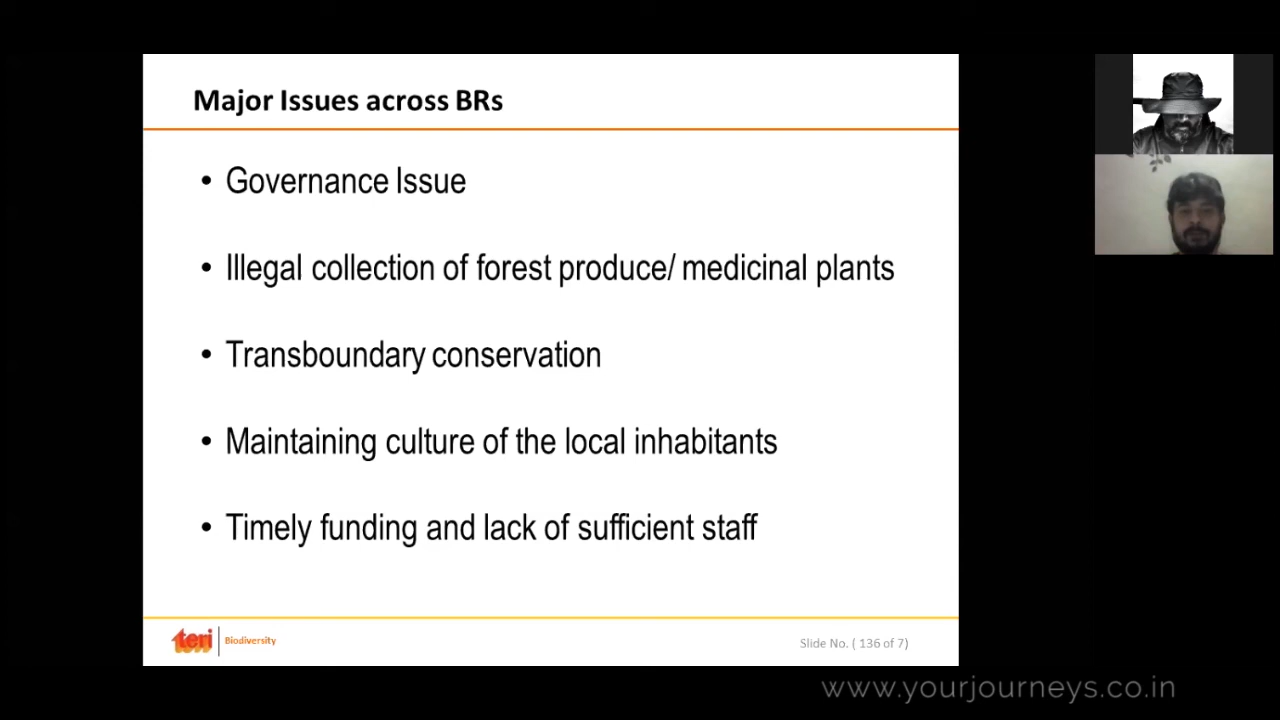 Major Issues across BRs
• Governance Issue
• Illegal collection of forest produce/ medicinal plants
• Transboundary conservation
• Maintaining culture of the local inhabitants
• Timely funding and lack of sufficient staff
teri Biodiversity
Slide No. ( 136 of 7)
www.yourjourneys.co.in